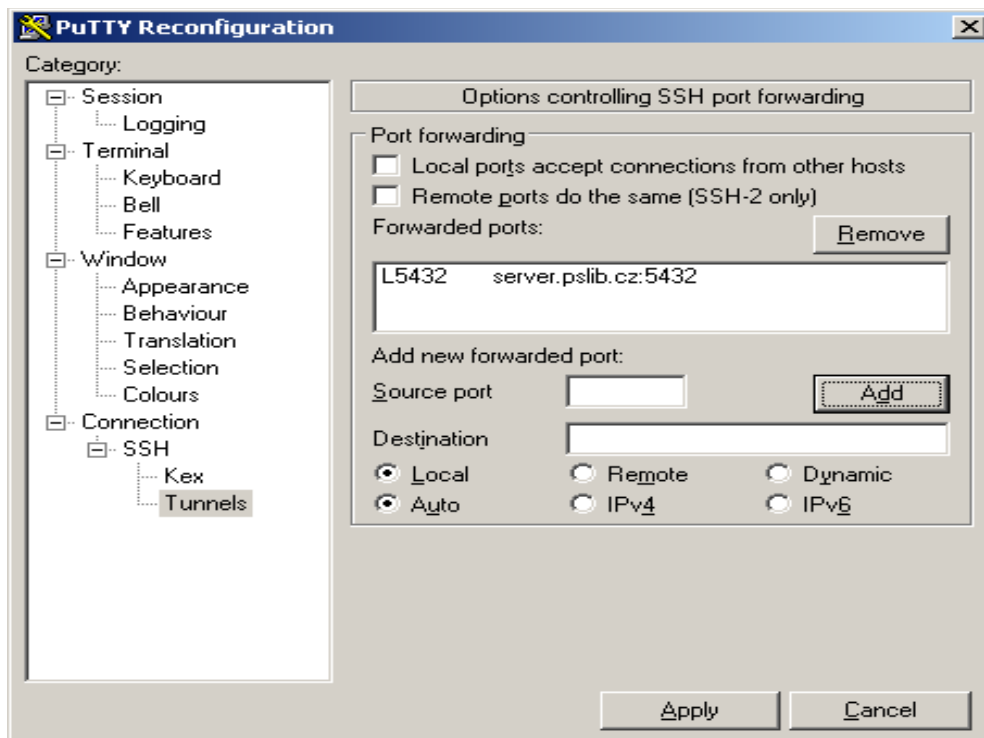 PuTTY Reconfiguration
Category:
Session
Logging
Terminal
Keyboard
Bell
Features
Window
Appearance
Behaviour
Translation
Selection
Colours
Connection
SSH
Kex
Tunnels
Options controlling SSH port forwarding
Port forwarding
Local ports accept connections from other hosts
Remote ports do the same (SSH-2 only)
Forwarded ports:
Remove
L5432 server.pslib.cz:5432
Add new forwarded port:
Source port
Add
Destination
Local Remote Dynamic
Auto IPv4 IPv6
Apply Cancel